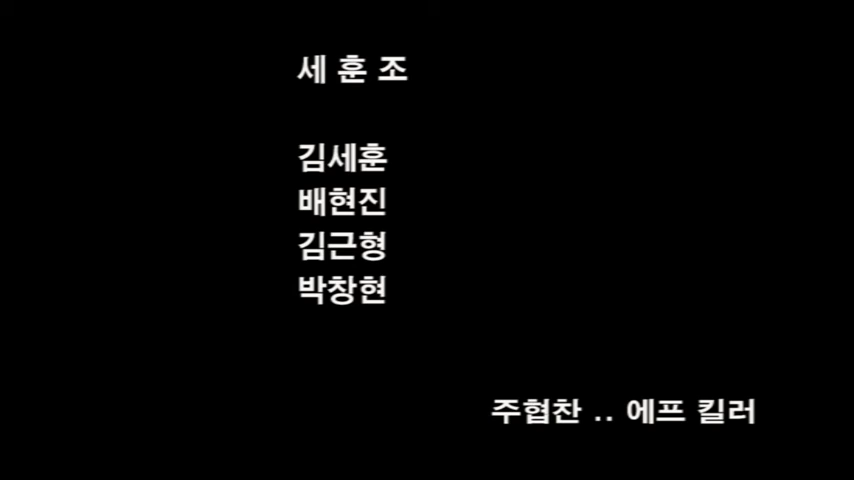 세 훈 조
김세훈
배현진
김근형
박창현
주협찬 .. 에프 킬러